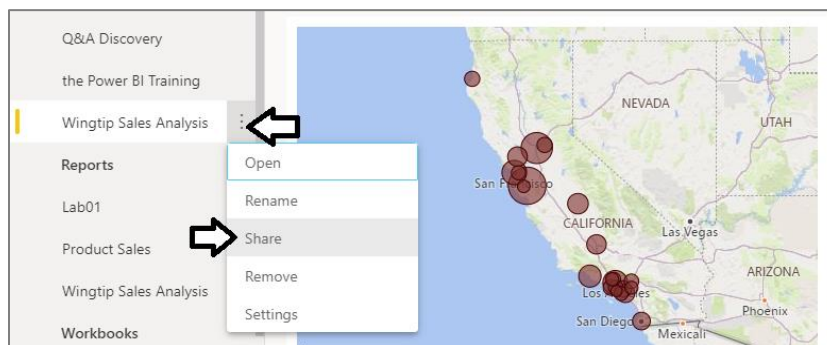 Q&A Discovery
the Power BI Training
Wingtip Sales Analysis
Reports
Lab01
Product Sales
Wingtip Sales Analysis
Workbooks
Open
Rename
Share
Remove
Settings
NEVADA
UTAH
San Francisco
CALIFORNIA
Las Vegas
ARIZONA
Los Angeles
Phoenix
San Diego
Mexicali